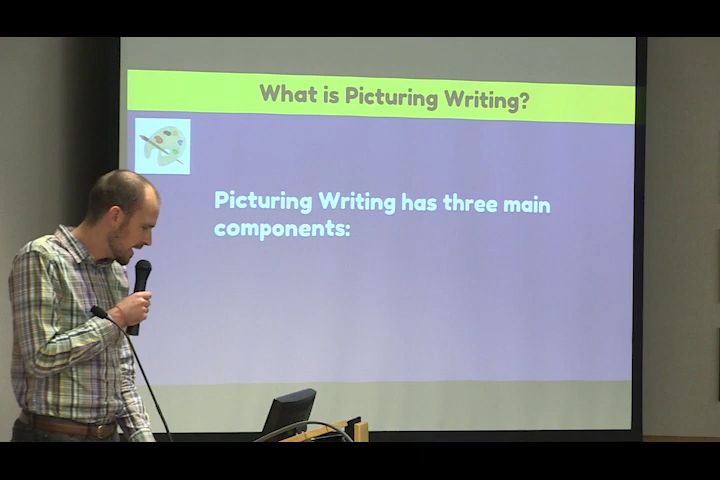 What is Picturing Writing?
Picturing Writing has three main
components: